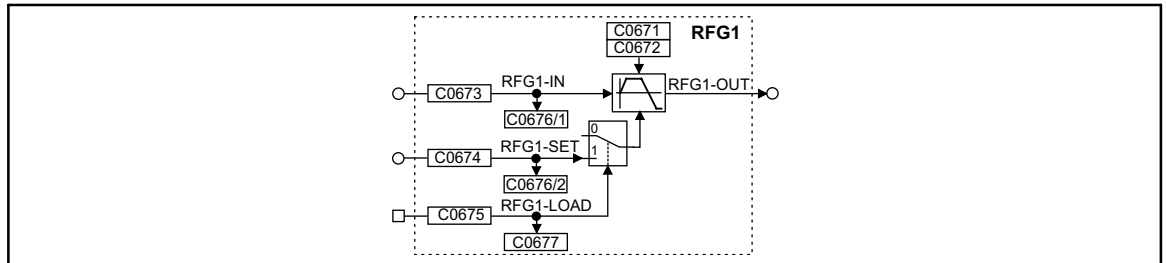 C0671
RFG1
C0672
RFG1-IN
RFG1-OUT
C0673
C0676/1
0
RFG1-SET
1
C0674
C0676/2
RFG1-LOAD
C0675
C0677